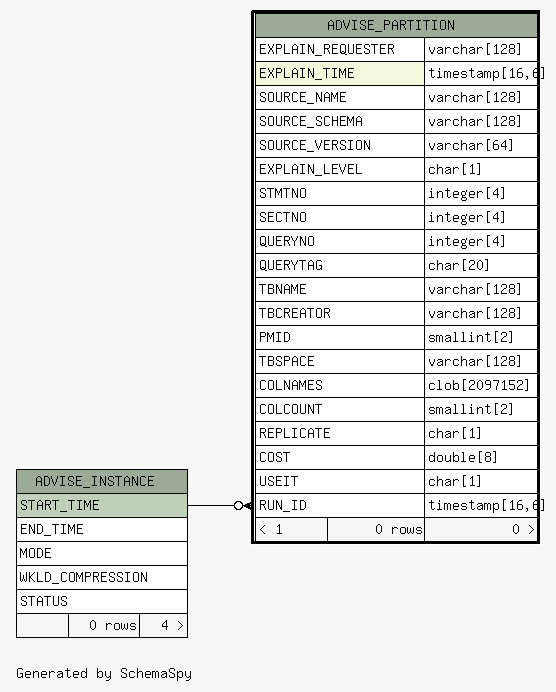 ADVISE_PARTITION
EXPLAIN_REQUESTER varchar[128]
EXPLAIN_TIME timestamp[16,6]
SOURCE_NAME varchar[128]
SOURCE_SCHEMA varchar[128]
SOURCE_VERSION varchar[64]
EXPLAIN_LEVEL char[1]
STMTNO integer[4]
SECTNO integer[4]
QUERYNO integer[4]
QUERYTAG char[20]
TBNAME varchar[128]
TBCREATOR varchar[128]
PMID smallint[2]
TBSPACE varchar[128]
COLNAMES clob[2097152]
COLCOUNT smallint[2]
REPLICATE char[1]
COST double[8]
USEIT char[1]
RUN_ID timestamp[16,6]
< 1 0 rows 0 >
ADVISE_INSTANCE
START_TIME
END_TIME
MODE
WKLD_COMPRESSION
STATUS
0 rows 4 >
Generated by SchemaSpy